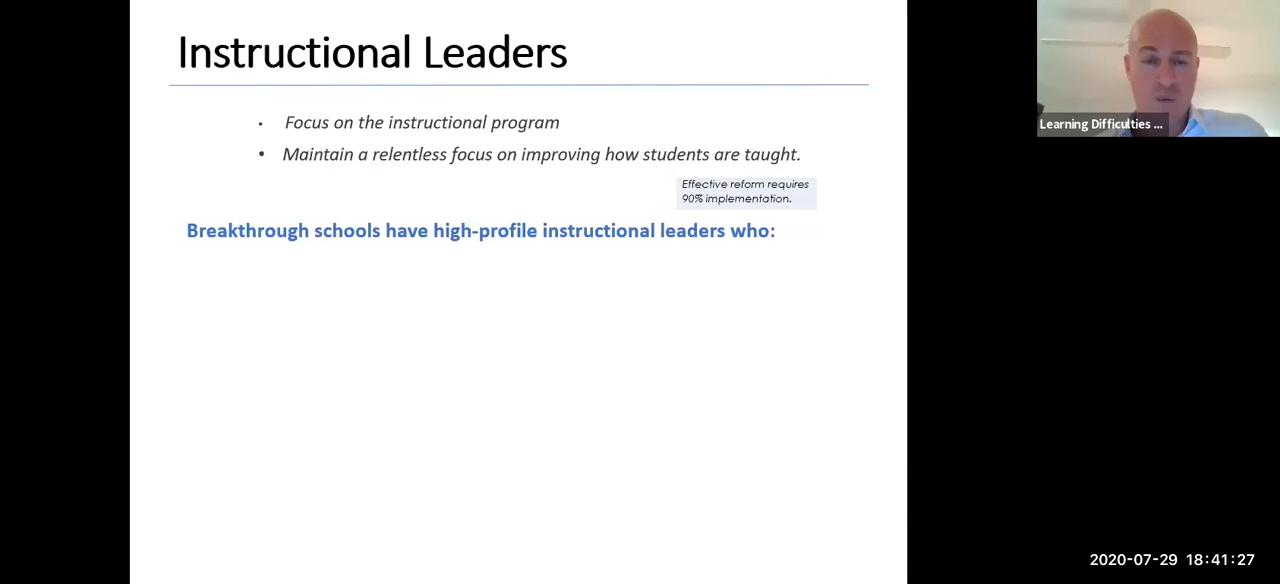 Instructional Leaders
• Focus on the instructional program
• Maintain a relentless focus on improving how students are taught.
Effective reform requires
90% implementation.
Breakthrough schools have high-profile instructional leaders who:
Learning Difficulties ...
2020-07-29 18:41:27